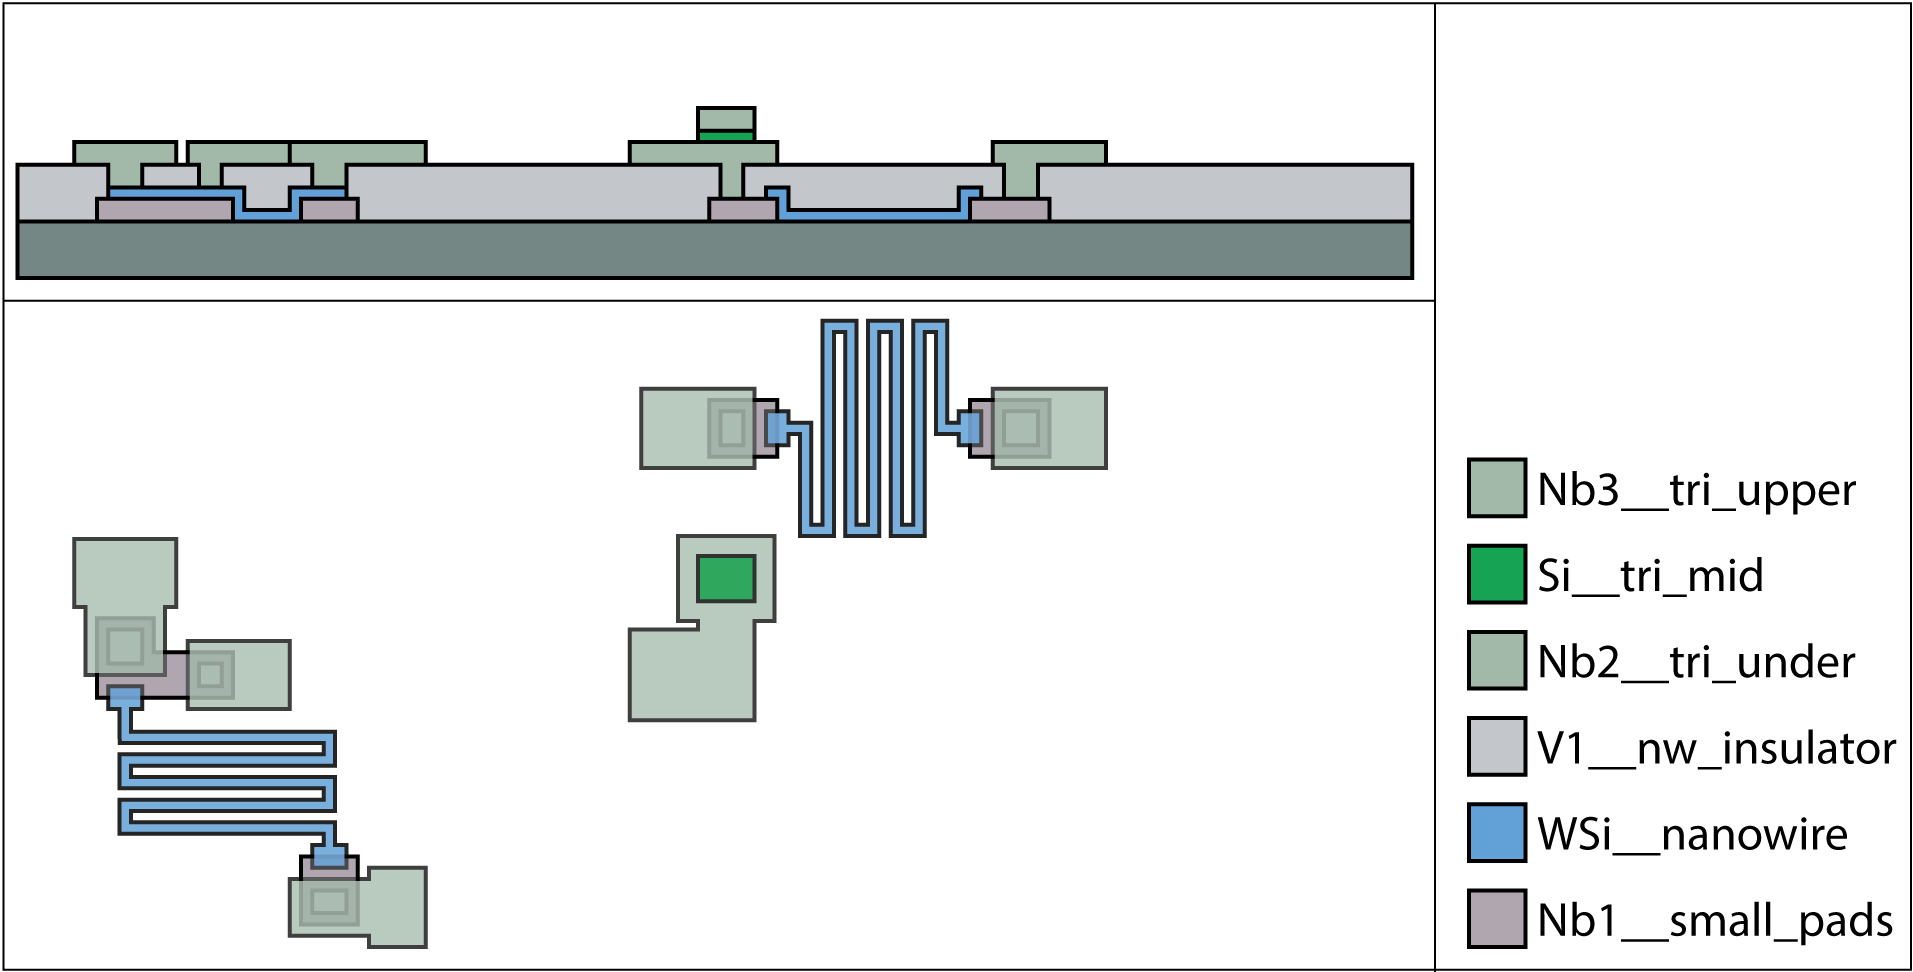 Nb3__tri_upper
Si__tri_mid
Nb2__tri_under
V1__nw_insulator
WSi__nanowire
Nb1__small_pads